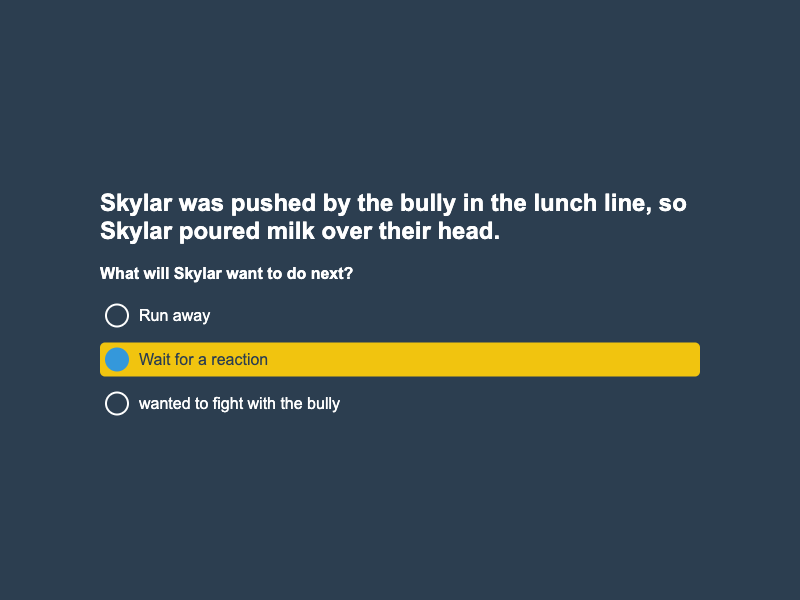 Skylar was pushed by the bully in the lunch line, so
Skylar poured milk over their head.
What will Skylar want to do next?
Run away
Wait for a reaction
wanted to fight with the bully